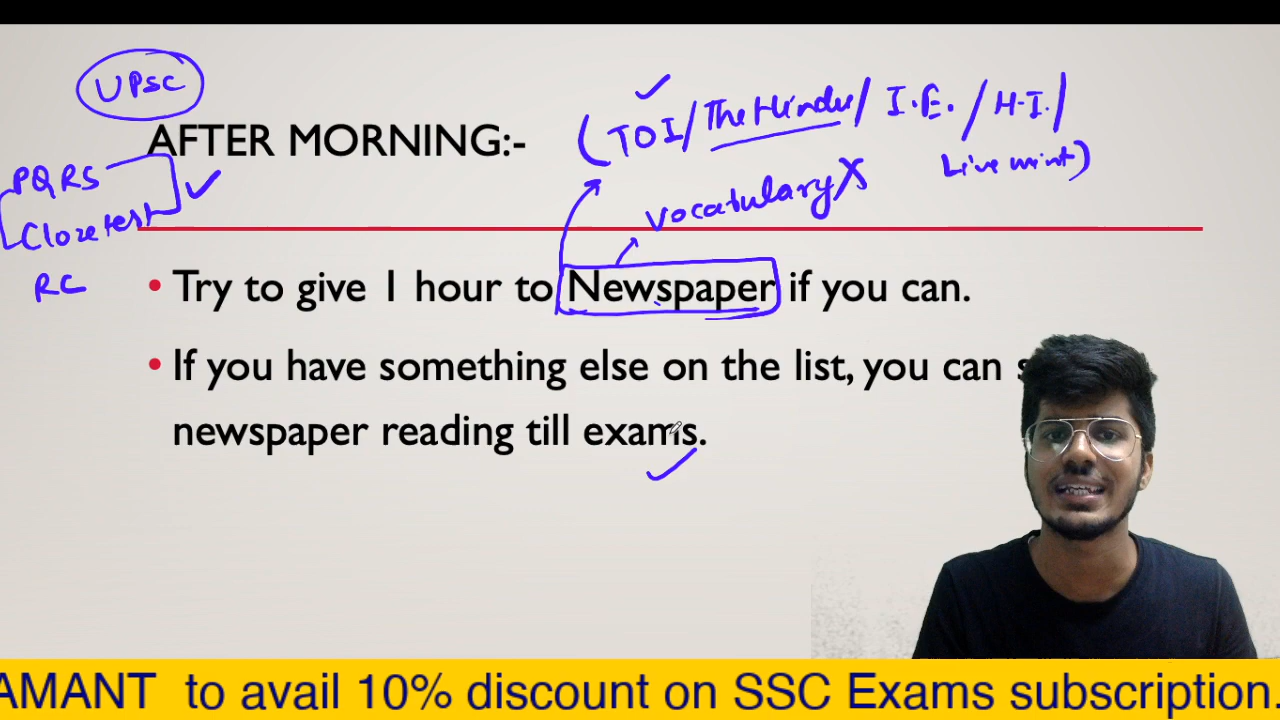 UPSC
AFTER MORNING:-
(TOI/The Hindu/ I.E. / H.I./
Live mint)
PQRS
Cloze test
RC
Vocatulary X
• Try to give 1 hour to Newspaper if you can.
• If you have something else on the list, you can s
newspaper reading till exams.
AMANT to avail 10% discount on SSC Exams subscription.